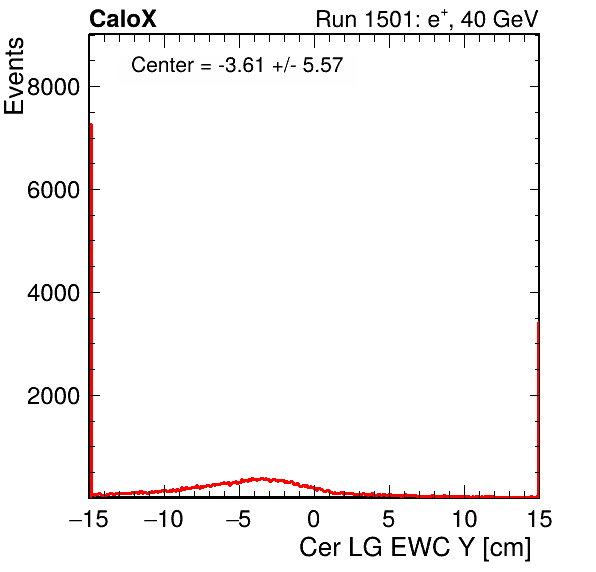 CaloX Run 1501: e⁺, 40 GeV
Center = -3.61 +/- 5.57
Events
8000
6000
4000
2000
−15 −10 −5 0 5 10 15
Cer LG EWC Y [cm]